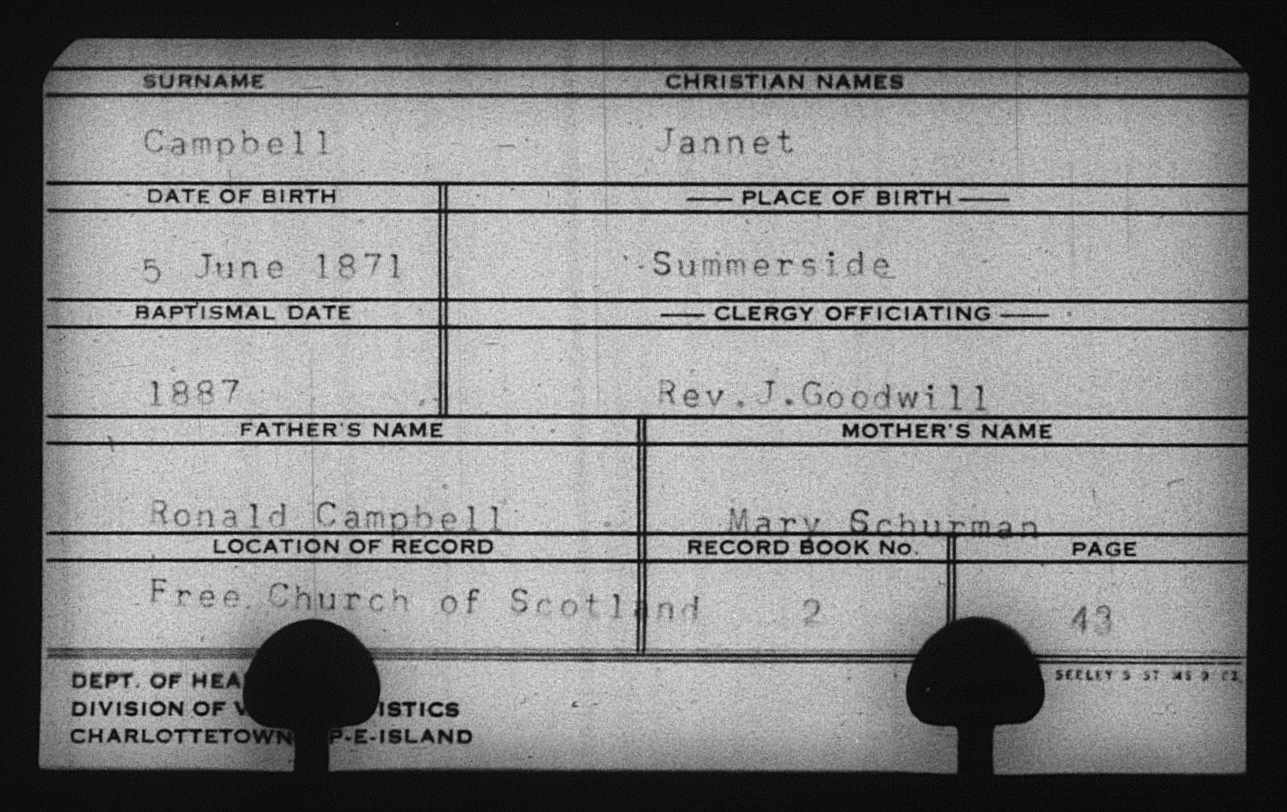 SURNAME CHRISTIAN NAMES
Campbell - Jannet
DATE OF BIRTH PLACE OF BIRTH
5 June 1871 Summerside
BAPTISMAL DATE CLERGY OFFICIATING
1887 Rev.J.Goodwill
FATHER'S NAME MOTHER'S NAME
Ronald Campbell Mary Schurman
LOCATION OF RECORD RECORD BOOK No. PAGE
Free Church of Scotland 2 43
DEPT. OF HEA
DIVISION OF V ISTICS
CHARLOTTETOWN P-E-ISLAND